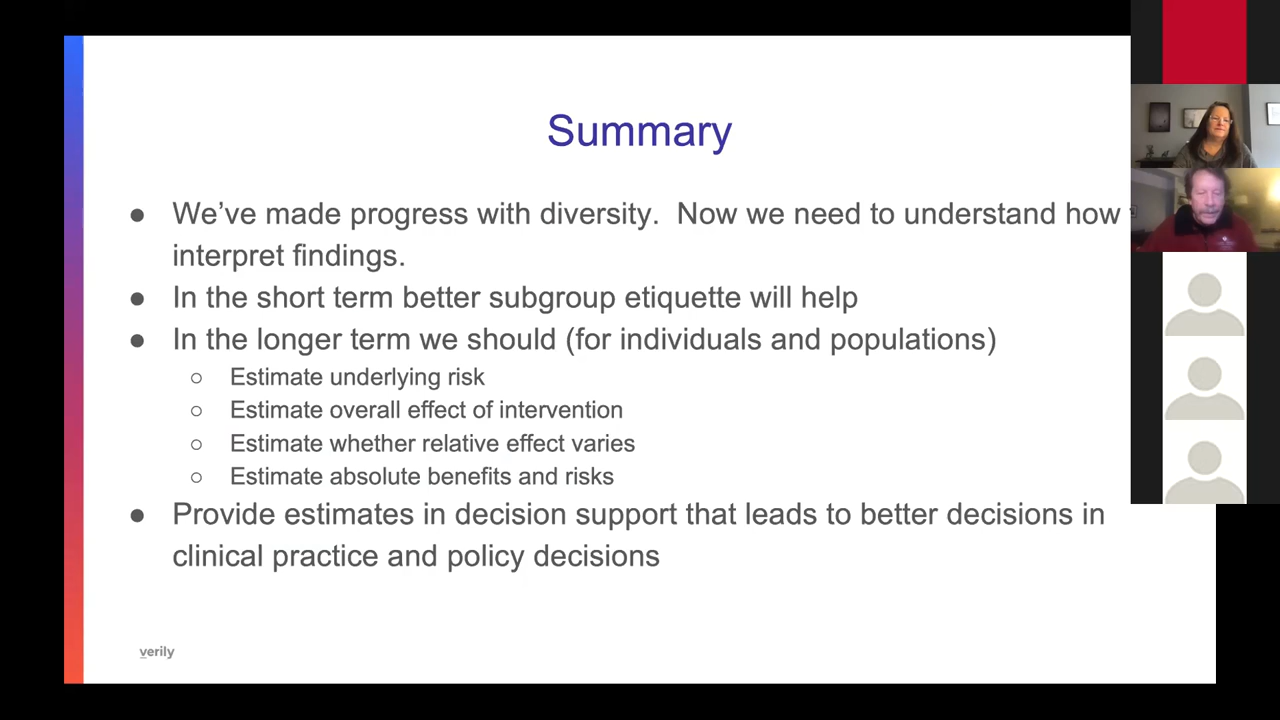 Summary
● We’ve made progress with diversity.  Now we need to understand how
interpret findings.
● In the short term better subgroup etiquette will help
● In the longer term we should (for individuals and populations)
○ Estimate underlying risk
○ Estimate overall effect of intervention
○ Estimate whether relative effect varies
○ Estimate absolute benefits and risks
● Provide estimates in decision support that leads to better decisions in
clinical practice and policy decisions
verily